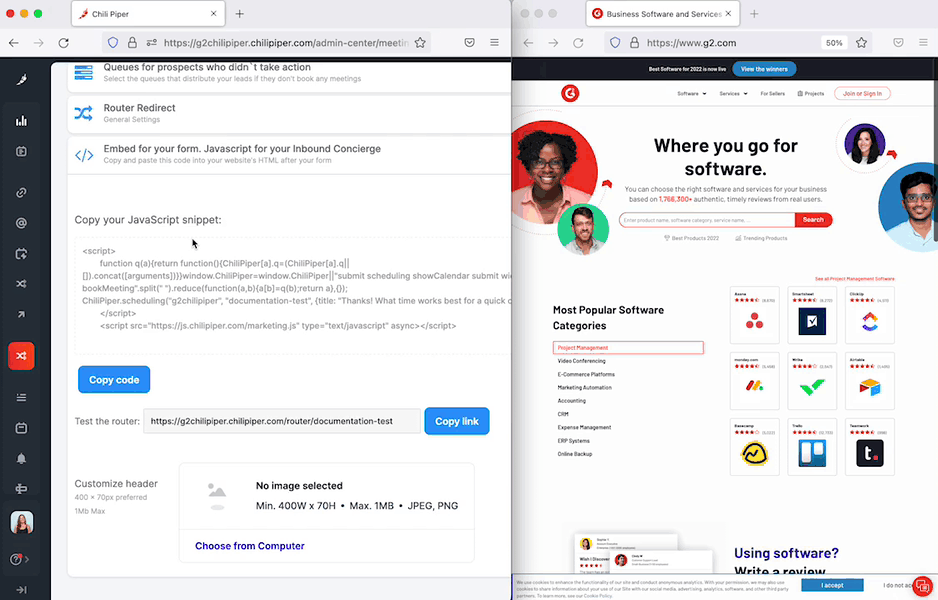 Chili Piper
https://g2chilipiper.chilipiper.com/admin-center/meetin
Queues for prospects who didn`t take action
Select the queues that distribute your leads if they don't book any meetings
Router Redirect
General Settings
Embed for your form. Javascript for your Inbound Concierge
Copy and paste this code into your website's HTML after your form
Copy your JavaScript snippet:
<script>
function q(a){return function(){ChiliPiper[a].q=(ChiliPiper[a].q||
[]).concat([arguments])}}window.ChiliPiper=window.ChiliPiper||"submit scheduling showCalendar submit wi
bookMeeting".split(" ").reduce(function(a,b){a[b]=q(b);return a},{});
ChiliPiper.scheduling("g2chilipiper", "documentation-test", {title: "Thanks! What time works best for a quick c
</script>
<script src="https://js.chilipiper.com/marketing.js" type="text/javascript" async></script>
Copy code
Test the router:
https://g2chilipiper.chilipiper.com/router/documentation-test
Copy link
Customize header
400 x 70px preferred
1Mb Max
No image selected
Min. 400W x 70H • Max. 1MB • JPEG, PNG
Choose from Computer
Business Software and Services
https://www.g2.com
50%
Best Software for 2022 is now live
View the winners
Software
Services
For Sellers
Projects
Join or Sign In
Where you go for
software.
You can choose the right software and services for your business
based on 1,768,300+ authentic, timely reviews from real users.
Enter product name, software category, service name, ...
Search
Best Products 2022
Trending Products
See all Project Management Software
Most Popular Software
Categories
Project Management
Video Conferencing
E-Commerce Platforms
Marketing Automation
Accounting
CRM
Expense Management
ERP Systems
Online Backup
Asana
Smartsheet
ClickUp
monday.com
Wrike
Airtable
Basecamp
Trello
Teamwork
t.
Using software?
Write a review
We use cookies to enhance the functionality of our site and conduct anonymous analytics. With your permission, we may also use
cookies to share information about your use of our Site with our social media, advertising, analytics, software, and other third party
partners. To learn more, see our Cookie Policy.
I accept
I do not ac